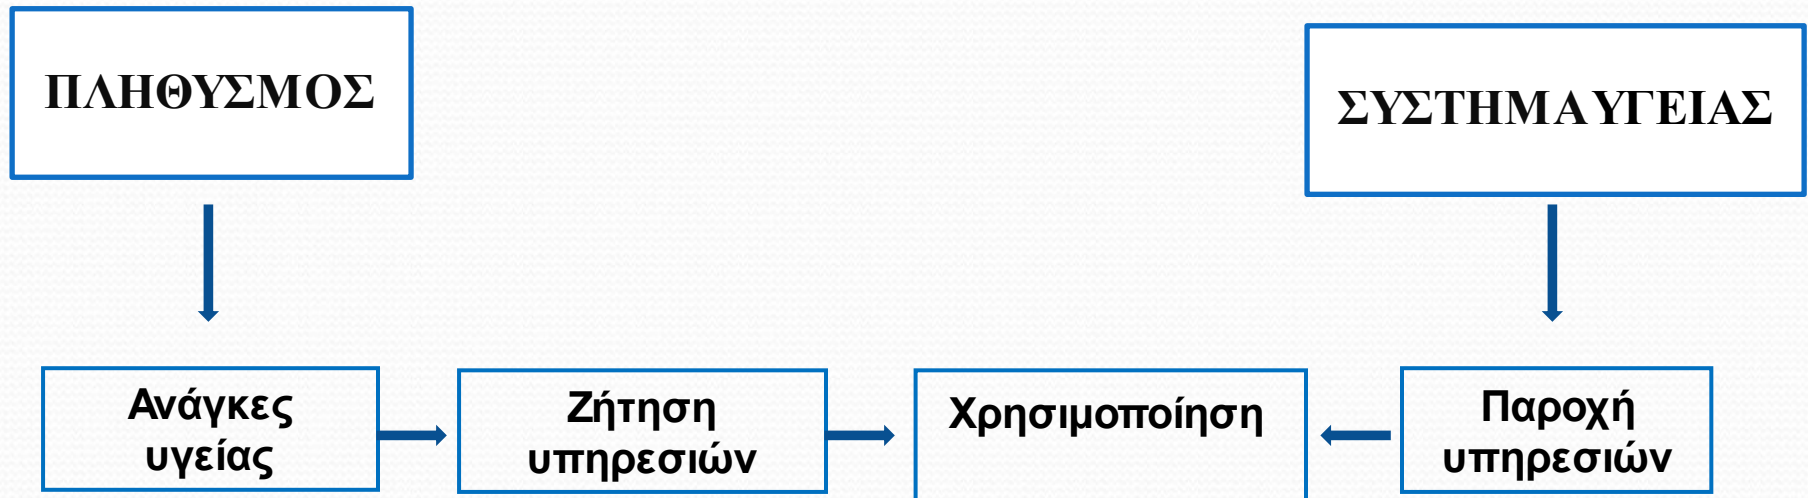 ΠΛΗΘΥΣΜΟΣ
ΣΥΣΤΗΜΑ ΥΓΕΙΑΣ
Ανάγκες
υγείας
Ζήτηση
υπηρεσιών
Χρησιμοποίηση
Παροχή
υπηρεσιών